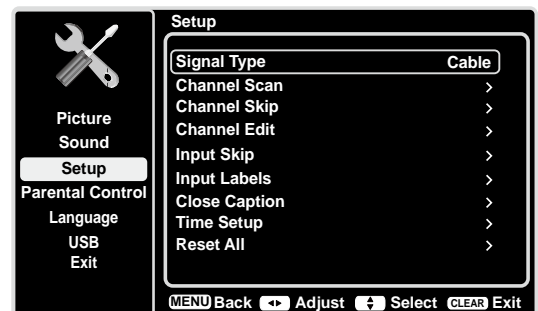 Setup
Picture
Sound
Setup
Parental Control
Language
USB
Exit
Signal Type Cable
Channel Scan >
Channel Skip >
Channel Edit >
Input Skip >
Input Labels >
Close Caption >
Time Setup >
Reset All >
MENU Back Adjust Select CLEAR Exit